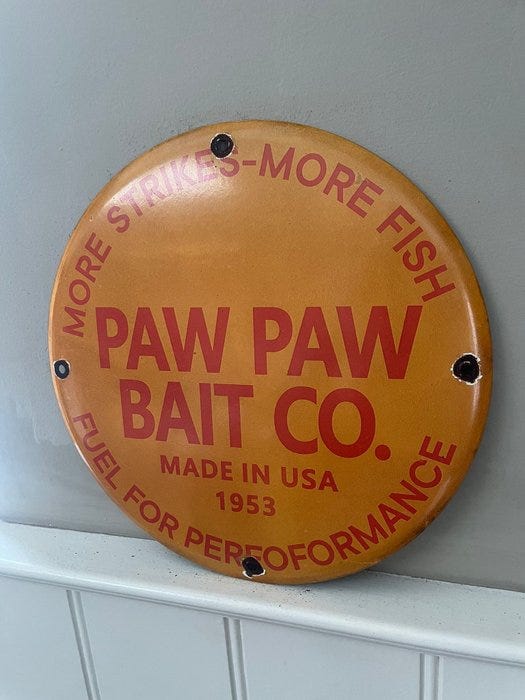 MORE STRIKES-MORE FISH
PAW PAW
BAIT CO.
MADE IN USA
1953
FUEL FOR PERFOFORMANCE